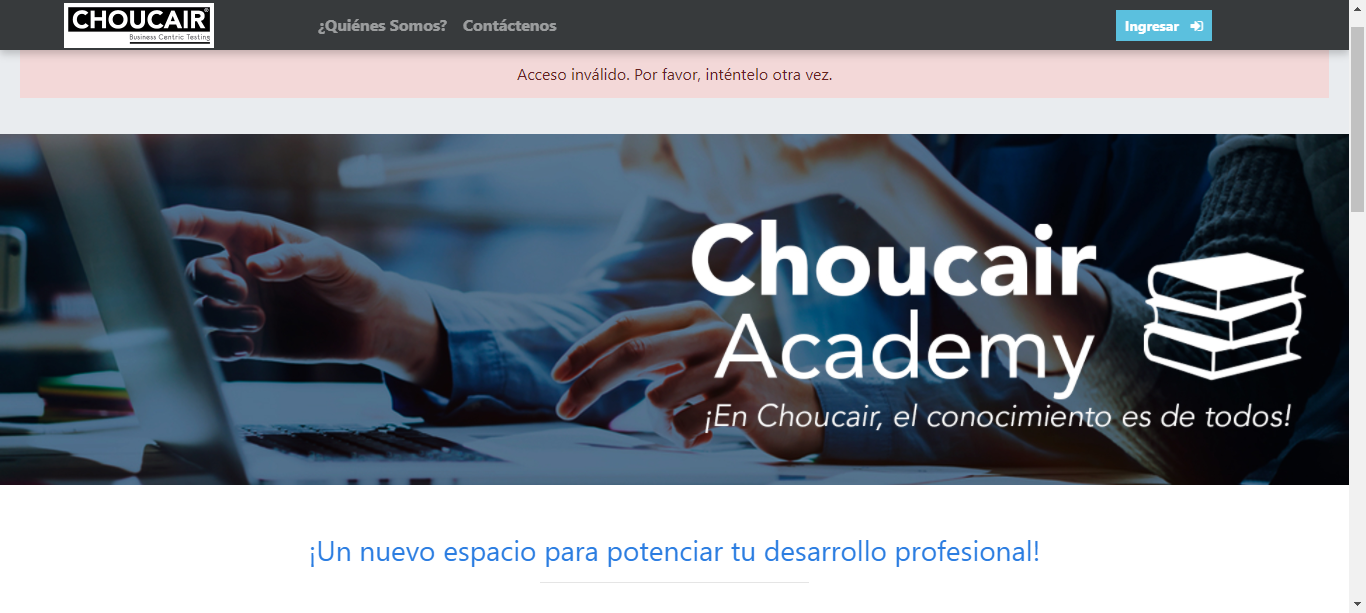 CHOUCAIR®
Business Centric Testing
¿Quiénes Somos? Contáctenos
Ingresar
Acceso inválido. Por favor, inténtelo otra vez.
Choucair
Academy
¡En Choucair, el conocimiento es de todos!
¡Un nuevo espacio para potenciar tu desarrollo profesional!